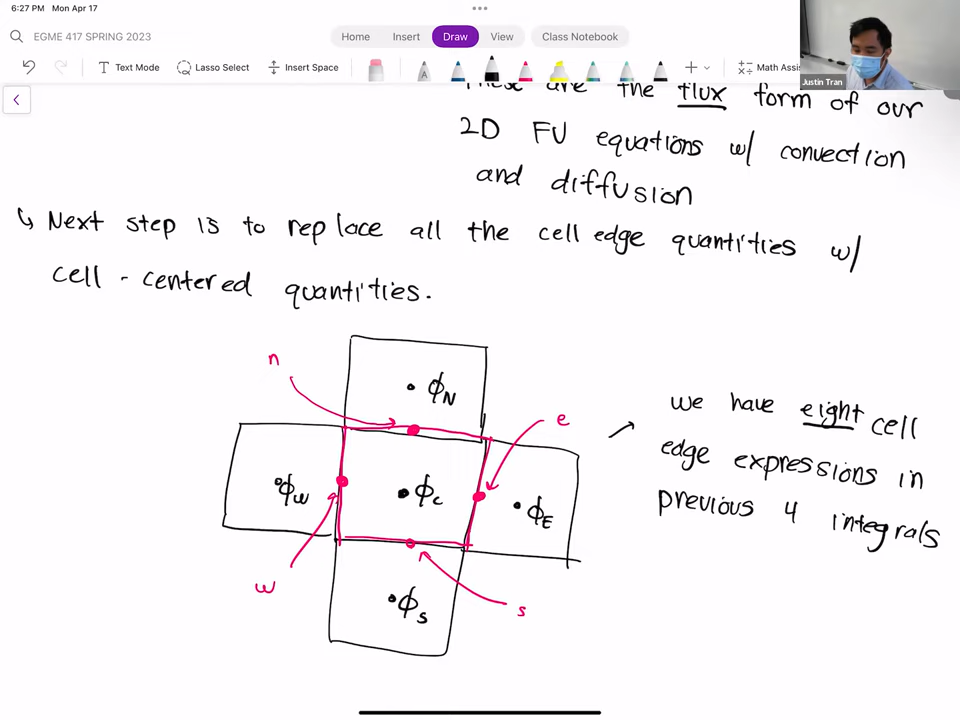 6:27 PM Mon Apr 17
EGME 417 SPRING 2023
Home Insert Draw View Class Notebook
Text Mode Lasso Select Insert Space Math Assis
Justin Tran
These are the flux form of our
2D FV equations w/ convection
and diffusion
↳ Next step is to replace all the cell edge quantities w/
cell - centered quantities.
n
ϕN
e
we have eight cell
edge expressions in
previous 4 integrals
ϕW
ϕC
ϕE
w
ϕS
s